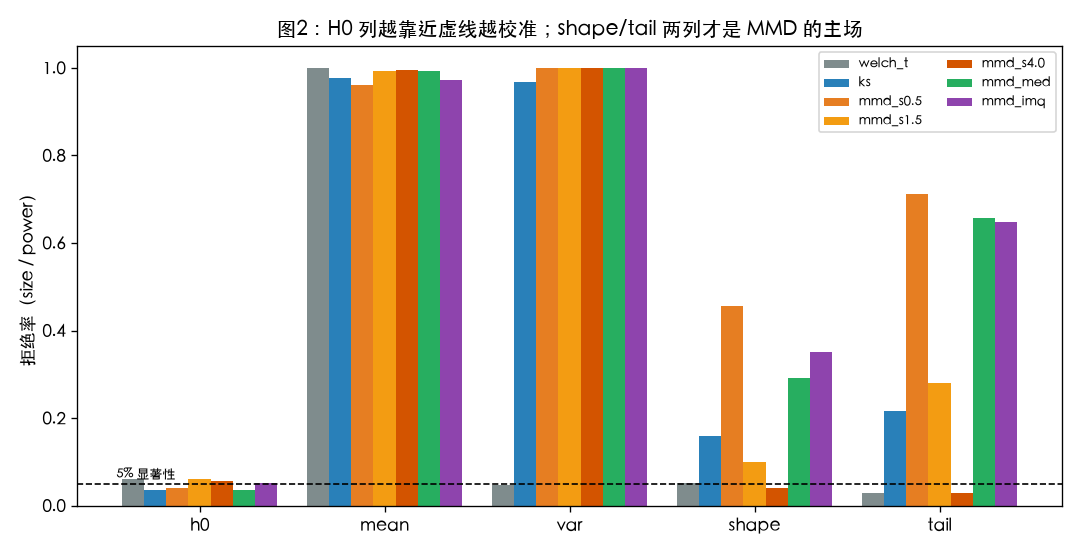 图2：H0 列越靠近虚线越校准；shape/tail 两列才是 MMD 的主场
welch_t
ks
mmd_s0.5
mmd_s1.5
mmd_s4.0
mmd_med
mmd_imq
拒绝率（size / power）
1.0
0.8
0.6
0.4
0.2
0.0
5% 显著性
h0
mean
var
shape
tail